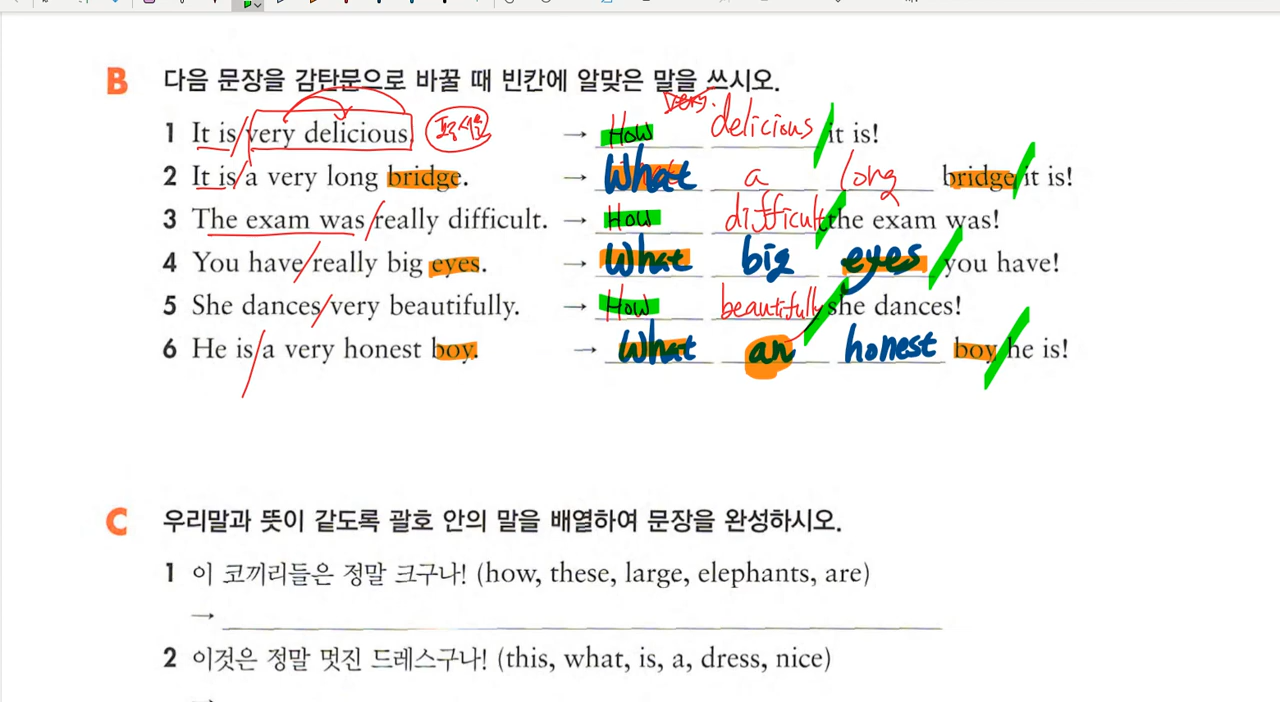 B 다음 문장을 감탄문으로 바꿀 때 빈칸에 알맞은 말을 쓰시오.
very.
1 It is very delicious. → How delicious it is!
2 It is a very long bridge. → What a long bridge it is!
3 The exam was really difficult. → How difficult the exam was!
4 You have really big eyes. → What big eyes you have!
5 She dances very beautifully. → How beautifully she dances!
6 He is a very honest boy. → What an honest boy he is!
C 우리말과 뜻이 같도록 괄호 안의 말을 배열하여 문장을 완성하시오.
1 이 코끼리들은 정말 크구나! (how, these, large, elephants, are)
→
2 이것은 정말 멋진 드레스구나! (this, what, is, a, dress, nice)